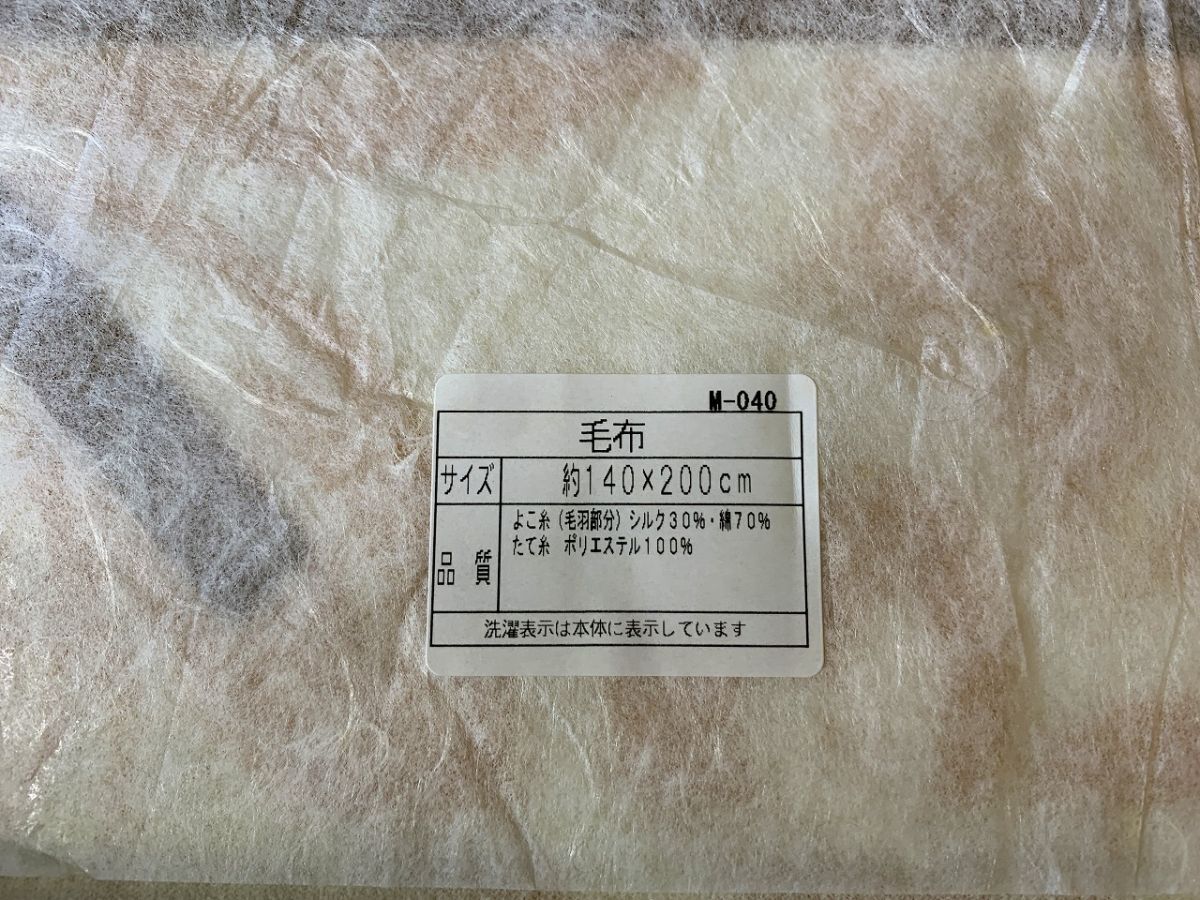 M-040
毛布
サイズ 約140×200cm
品質 よこ糸(毛羽部分)シルク30%・綿70%
たて糸 ポリエステル100%
洗濯表示は本体に表示しています